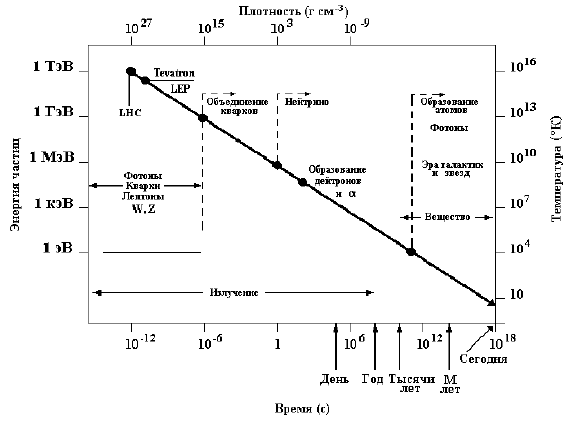 Плотность (г см⁻³)
10²⁷ 10¹⁵ 10³ 10⁻⁹
1 ТэВ
1 ГэВ
1 МэВ
1 кэВ
1 эВ
Энергия частиц
10¹⁶
10¹³
10¹⁰
10⁷
10⁴
10
Температура (°К)
Tevatron
LEP
LHC
Объединение
кварков
Нейтрино
Образование
атомов
Фотоны
Эра галактик
и звезд
Образование
дейтронов
и α
Фотоны
Кварки
Лептоны
W, Z
Вещество
Излучение
10⁻¹² 10⁻⁶ 1 10⁶ 10¹² 10¹⁸
Сегодня
День Год Тысячи
лет
М
лет
Время (с)